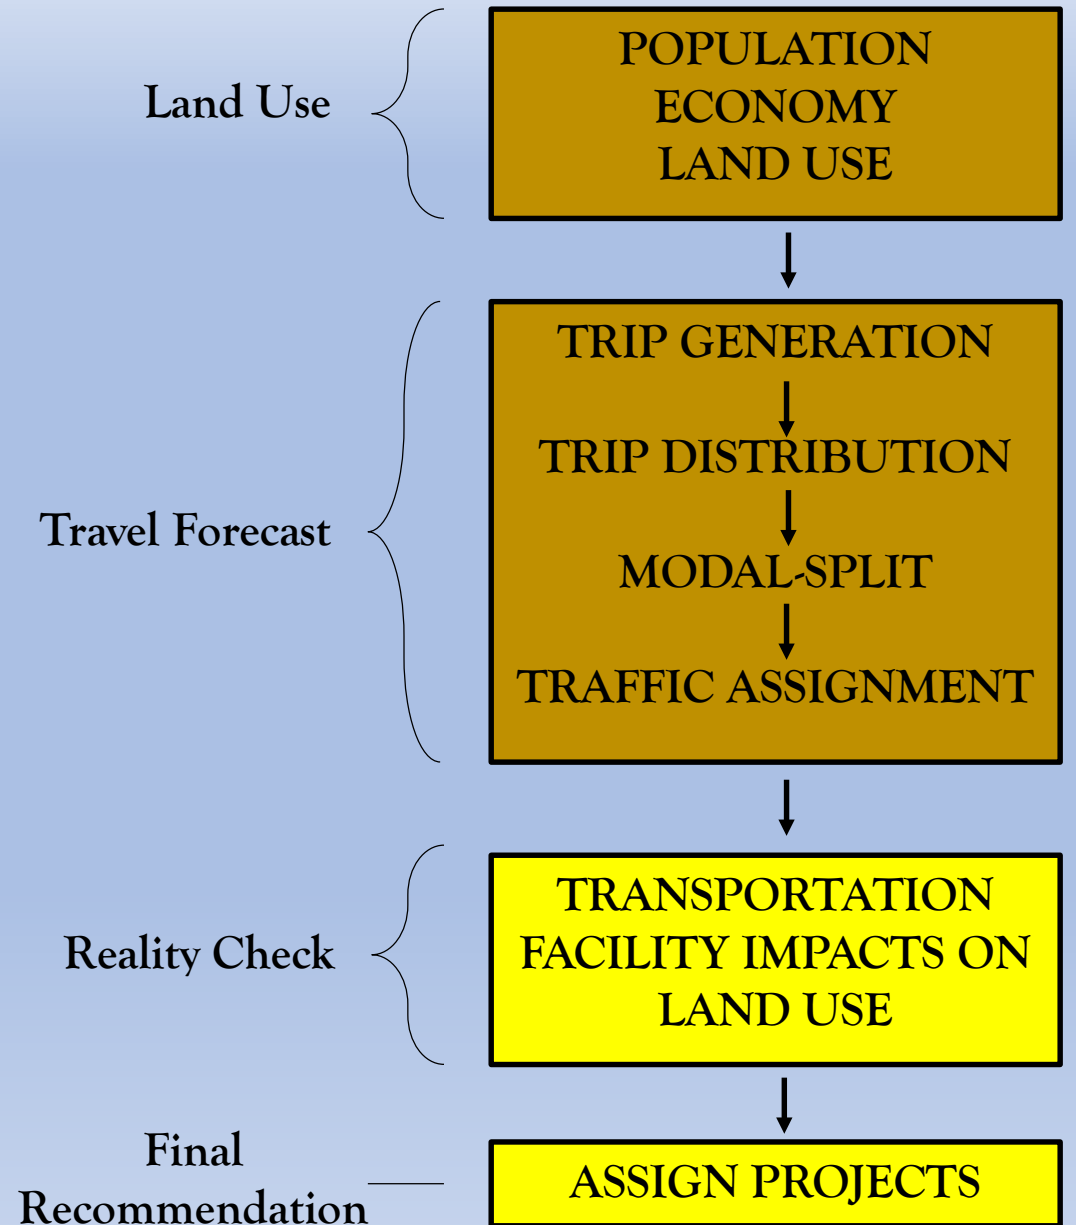 Land Use
POPULATION
ECONOMY
LAND USE
Travel Forecast
TRIP GENERATION
TRIP DISTRIBUTION
MODAL-SPLIT
TRAFFIC ASSIGNMENT
Reality Check
TRANSPORTATION
FACILITY IMPACTS ON
LAND USE
Final
Recommendation
ASSIGN PROJECTS